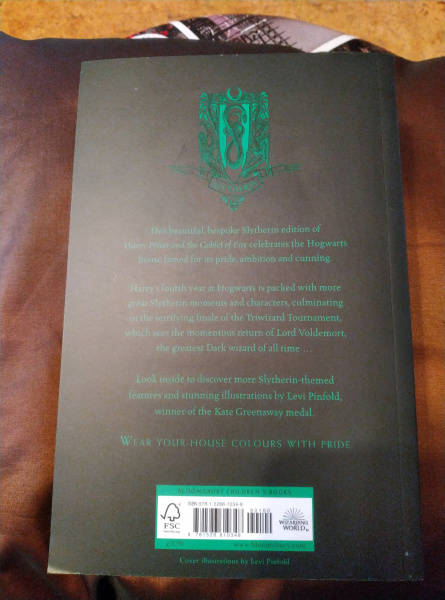 SLYTHERIN
This beautiful, bespoke Slytherin edition of
Harry Potter and the Goblet of Fire celebrates the Hogwarts
house famed for its pride, ambition and cunning.
Harry's fourth year at Hogwarts is packed with more
great Slytherin moments and characters, culminating
in the terrifying finale of the Triwizard Tournament,
which sees the momentous return of Lord Voldemort,
the greatest Dark wizard of all time …
Look inside to discover more Slytherin-themed
features and stunning illustrations by Levi Pinfold,
winner of the Kate Greenaway medal.
WEAR YOUR HOUSE COLOURS WITH PRIDE
BLOOMSBURY CHILDREN'S BOOKS
FSC
WIZARDING
WORLD
www.bloomsbury.com
Cover illustrations by Levi Pinfold